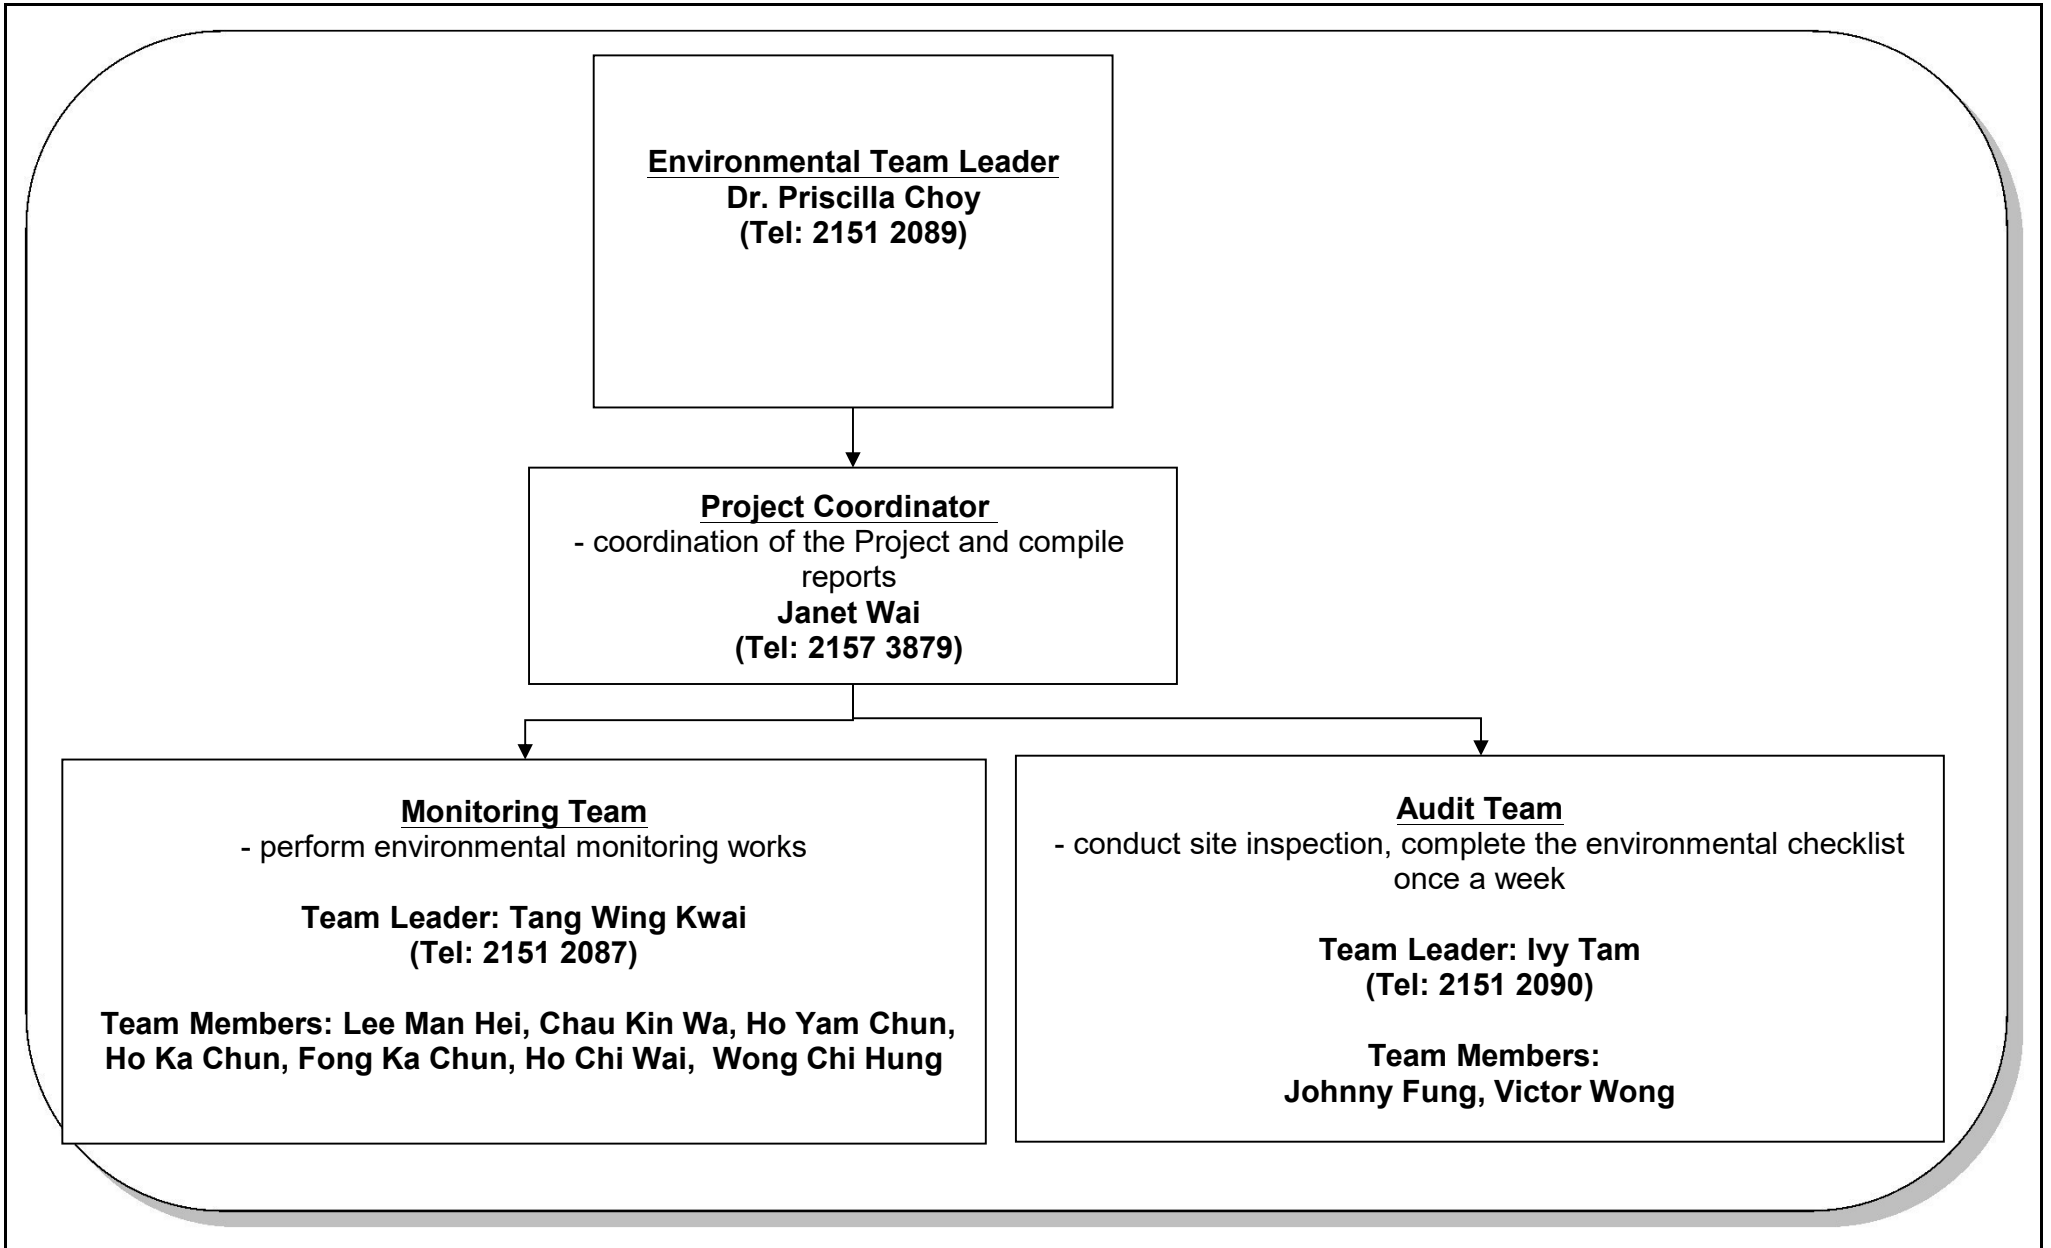 Environmental Team Leader
Dr. Priscilla Choy
(Tel: 2151 2089)
Project Coordinator
- coordination of the Project and compile
reports
Janet Wai
(Tel: 2157 3879)
Monitoring Team
- perform environmental monitoring works
Team Leader: Tang Wing Kwai
(Tel: 2151 2087)
Team Members: Lee Man Hei, Chau Kin Wa, Ho Yam Chun,
Ho Ka Chun, Fong Ka Chun, Ho Chi Wai,  Wong Chi Hung
Audit Team
- conduct site inspection, complete the environmental checklist
once a week
Team Leader: Ivy Tam
(Tel: 2151 2090)
Team Members:
Johnny Fung, Victor Wong